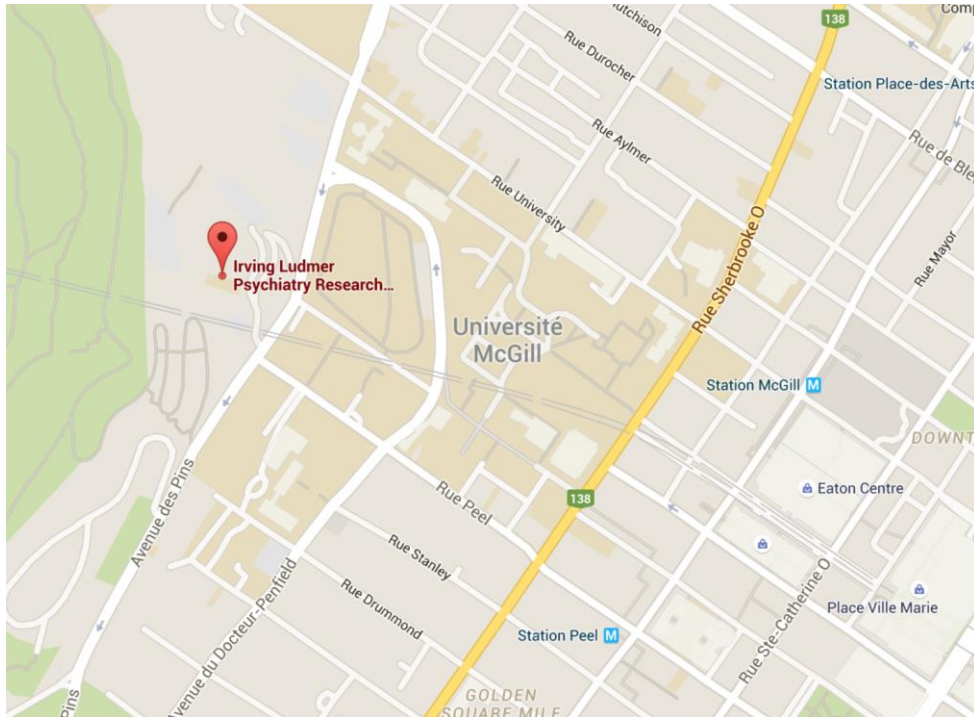 138
Comp
utchison
Rue Durocher
Station Place-des-Arts
Rue Aylmer
Rue de Ble
Rue University
Rue Sherbrooke O
Rue Mayor
Irving Ludmer
Psychiatry Research...
Université
McGill
Station McGill M
DOWNT
Avenue des Pins
Rue Peel
138
Eaton Centre
Rue Stanley
Rue Drummond
Avenue du Docteur-Penfield
Station Peel M
Rue Ste-Catherine O
Place Ville Marie
Pins
GOLDEN
SQUARE MILE